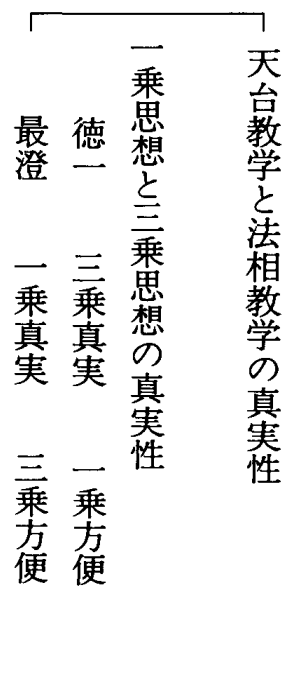 天台教学と法相教学の真実性
一乗思想と三乗思想の真実性
徳一　三乗真実　一乗方便
最澄　一乗真実　三乗方便